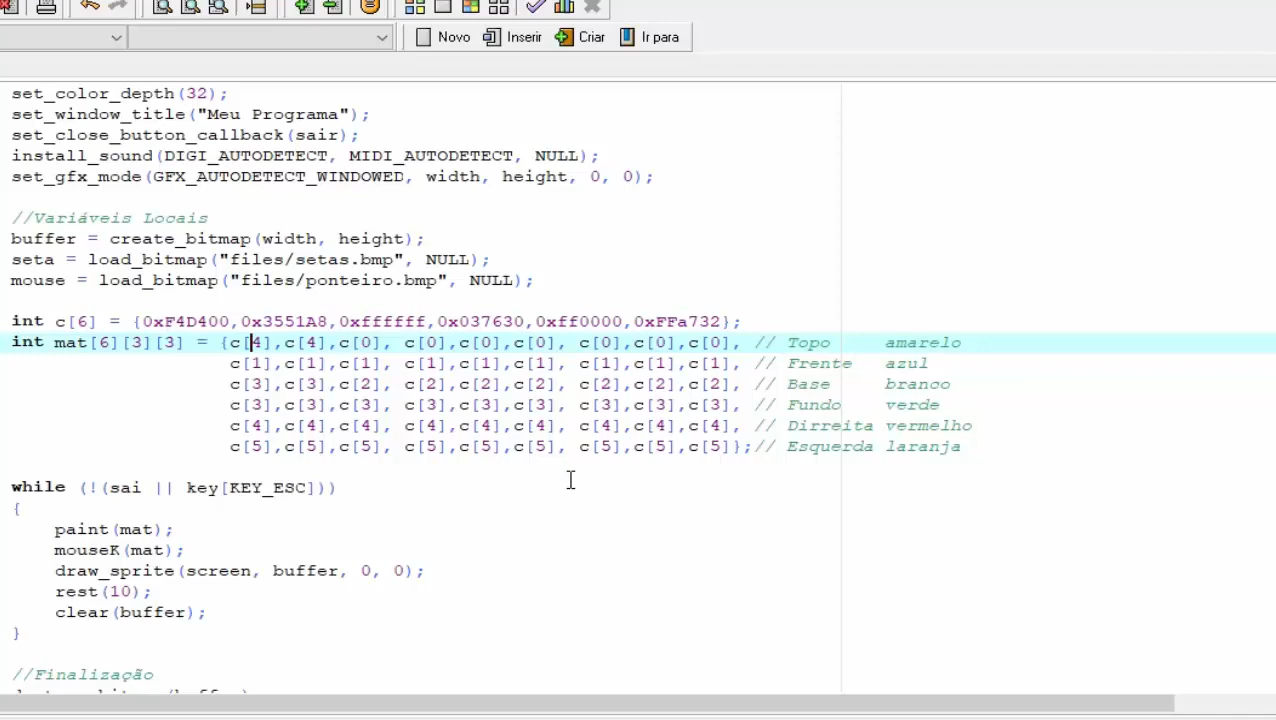 Novo Inserir Criar Ir para
set_color_depth(32);
set_window_title("Meu Programa");
set_close_button_callback(sair);
install_sound(DIGI_AUTODETECT, MIDI_AUTODETECT, NULL);
set_gfx_mode(GFX_AUTODETECT_WINDOWED, width, height, 0, 0);
//Variáveis Locais
buffer = create_bitmap(width, height);
seta = load_bitmap("files/setas.bmp", NULL);
mouse = load_bitmap("files/ponteiro.bmp", NULL);
int c[6] = {0xF4D400,0x3551A8,0xffffff,0x037630,0xff0000,0xFFa732};
int mat[6][3][3] = {c[4],c[4],c[0], c[0],c[0],c[0], c[0],c[0],c[0], // Topo amarelo
c[1],c[1],c[1], c[1],c[1],c[1], c[1],c[1],c[1], // Frente azul
c[3],c[3],c[2], c[2],c[2],c[2], c[2],c[2],c[2], // Base branco
c[3],c[3],c[3], c[3],c[3],c[3], c[3],c[3],c[3], // Fundo verde
c[4],c[4],c[4], c[4],c[4],c[4], c[4],c[4],c[4], // Dirreita vermelho
c[5],c[5],c[5], c[5],c[5],c[5], c[5],c[5],c[5]};// Esquerda laranja
while (!(sai || key[KEY_ESC]))
{
paint(mat);
mouseK(mat);
draw_sprite(screen, buffer, 0, 0);
rest(10);
clear(buffer);
}
//Finalização